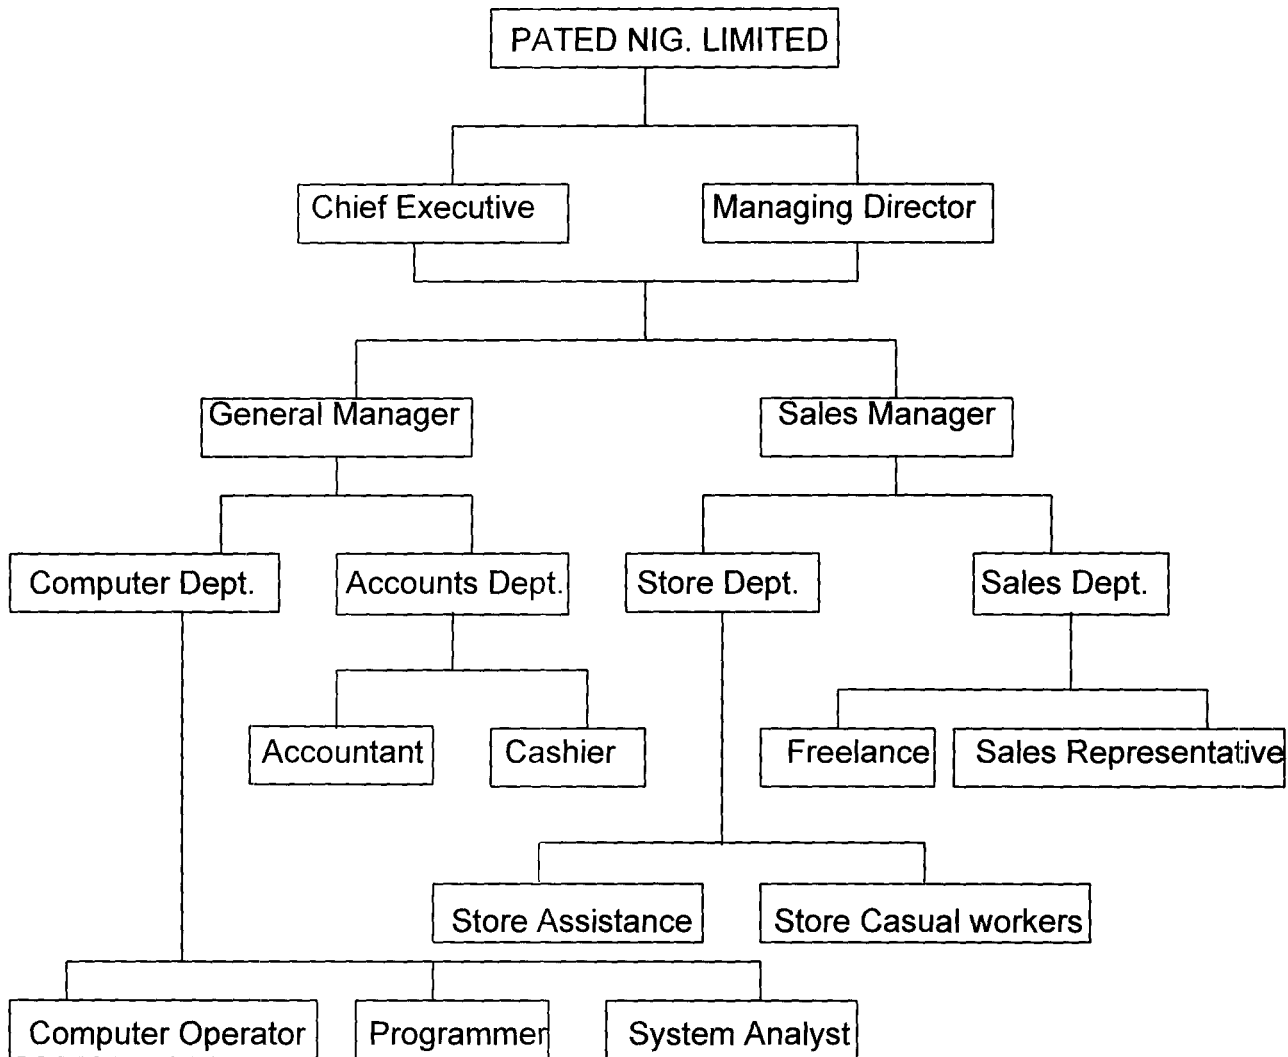 PATED NIG. LIMITED
Chief Executive
Managing Director
General Manager
Sales Manager
Computer Dept.
Accounts Dept.
Store Dept.
Sales Dept.
Accountant
Cashier
Freelance
Sales Representative
Store Assistance
Store Casual workers
Computer Operator
Programmer
System Analyst